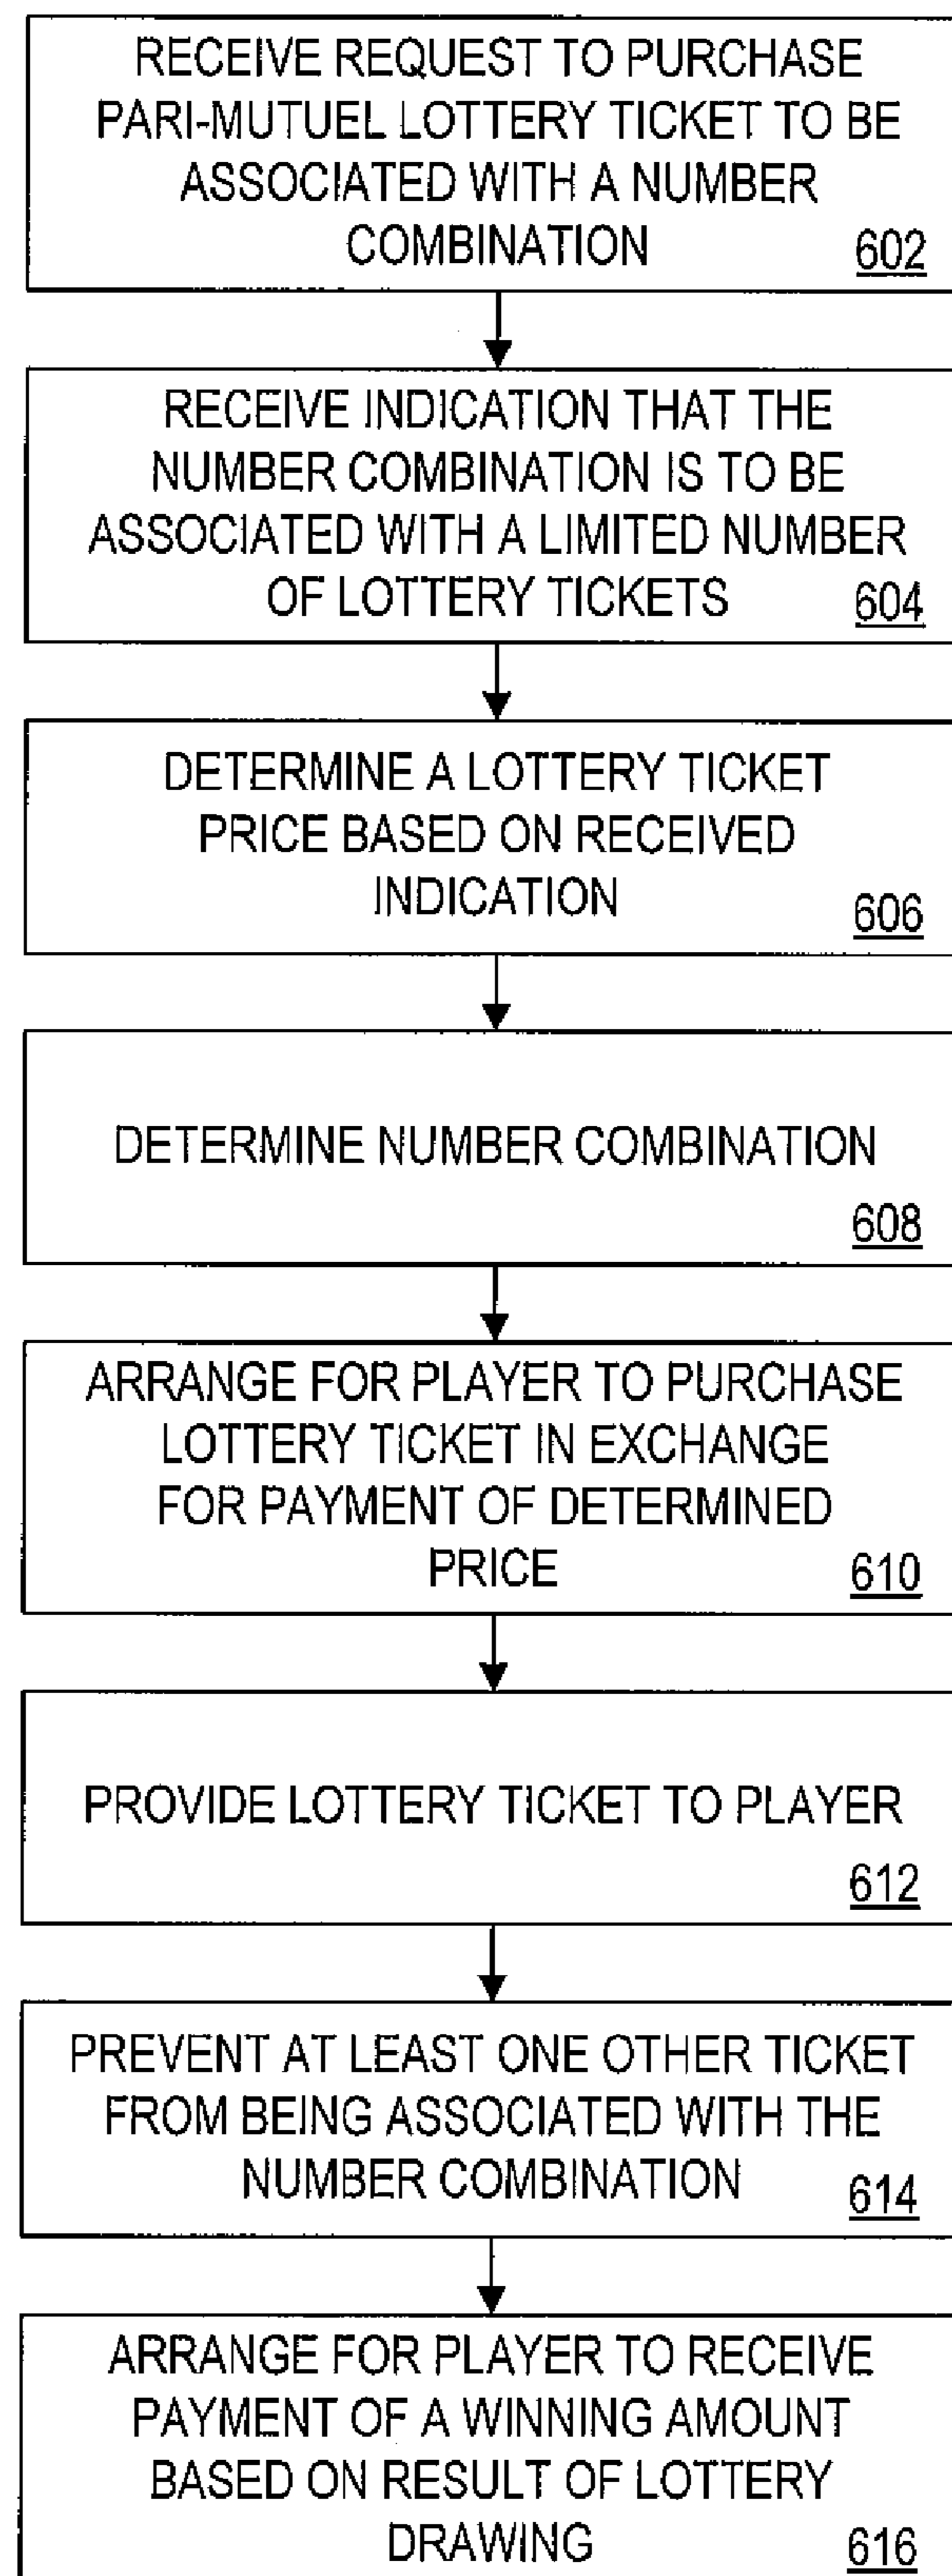 RECEIVE REQUEST TO PURCHASE
PARI-MUTUEL LOTTERY TICKET TO BE
ASSOCIATED WITH A NUMBER
COMBINATION 602
RECEIVE INDICATION THAT THE
NUMBER COMBINATION IS TO BE
ASSOCIATED WITH A LIMITED NUMBER
OF LOTTERY TICKETS 604
DETERMINE A LOTTERY TICKET
PRICE BASED ON RECEIVED
INDICATION 606
DETERMINE NUMBER COMBINATION
608
ARRANGE FOR PLAYER TO PURCHASE
LOTTERY TICKET IN EXCHANGE
FOR PAYMENT OF DETERMINED
PRICE 610
PROVIDE LOTTERY TICKET TO PLAYER
612
PREVENT AT LEAST ONE OTHER TICKET
FROM BEING ASSOCIATED WITH THE
NUMBER COMBINATION 614
ARRANGE FOR PLAYER TO RECEIVE
PAYMENT OF A WINNING AMOUNT
BASED ON RESULT OF LOTTERY
DRAWING 616